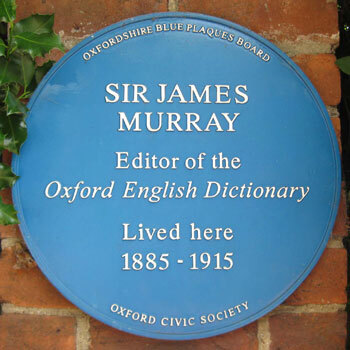 OXFORDSHIRE BLUE PLAQUES BOARD
SIR JAMES
MURRAY
Editor of the
Oxford English Dictionary
Lived here
1885 - 1915
OXFORD CIVIC SOCIETY